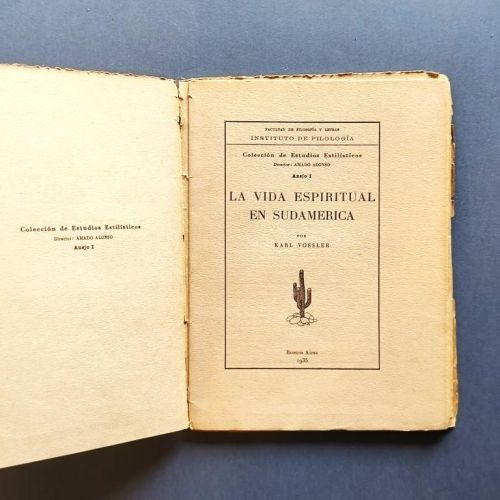 Colección de Estudios Estilísticos
Director: AMADO ALONSO
Anejo I
FACULTAD DE FILOSOFÍA Y LETRAS
INSTITUTO DE FILOLOGÍA
Colección de Estudios Estilísticos
Director: AMADO ALONSO
Anejo I
LA VIDA ESPIRITUAL
EN SUDAMERICA
POR
KARL VOSSLER
Buenos Aires
1935